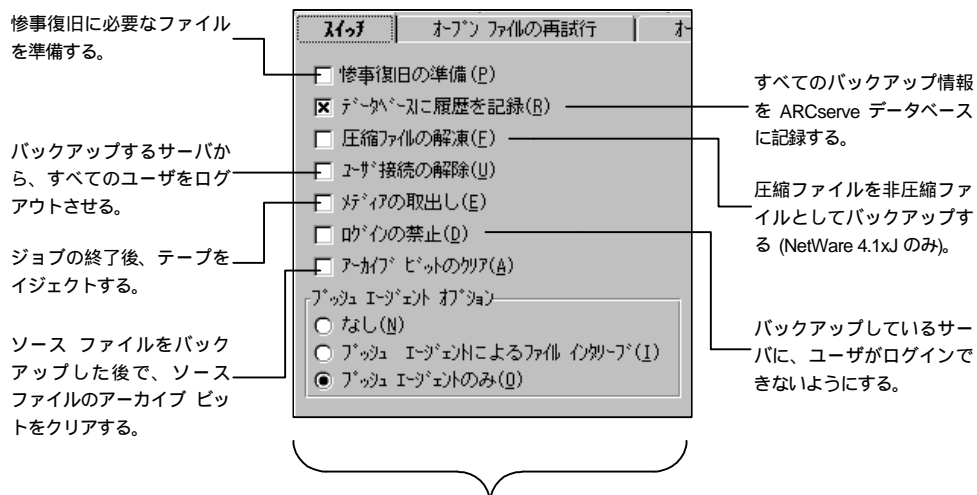 惨事復旧に必要なファイル
を準備する。
バックアップするサーバか
ら、すべてのユーザをログ
アウトさせる。
ジョブの終了後、テープを
イジェクトする。
ソース ファイルをバック
アップした後で、ソース
ファイルのアーカイブ ビッ
トをクリアする。
ｽｲｯﾁ
ｵｰﾌﾟﾝ ﾌｧｲﾙの再試行
ｵｰ
惨事復旧の準備(P)
ﾃﾞｰﾀﾍﾞｰｽに履歴を記録(R)
圧縮ﾌｧｲﾙの解凍(F)
ﾕｰｻﾞ接続の解除(U)
ﾒﾃﾞｨｱの取出し(E)
ﾛｸﾞｲﾝの禁止(D)
ｱｰｶｲﾌﾞ ﾋﾞｯﾄのｸﾘｱ(A)
ﾌﾟｯｼｭ ｴｰｼﾞｪﾝﾄ ｵﾌﾟｼｮﾝ
なし(N)
ﾌﾟｯｼｭ ｴｰｼﾞｪﾝﾄによるﾌｧｲﾙ ｲﾝﾀﾘｰﾌﾞ(I)
ﾌﾟｯｼｭ ｴｰｼﾞｪﾝﾄのみ(O)
すべてのバックアップ情報
を ARCserve データベース
に記録する。
圧縮ファイルを非圧縮ファ
イルとしてバックアップす
る (NetWare 4.1xJ のみ)。
バックアップしているサー
バに、ユーザがログインで
きないようにする。